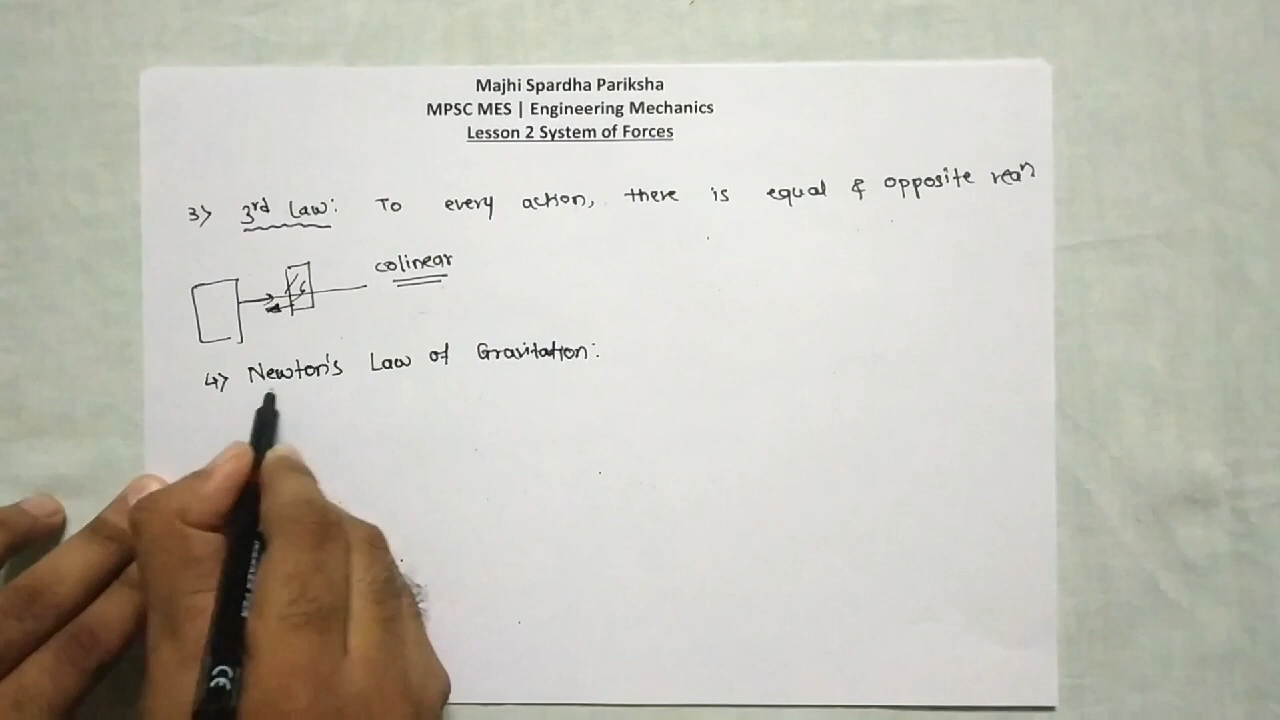 Majhi Spardha Pariksha
MPSC MES | Engineering Mechanics
Lesson 2 System of Forces
3) 3rd Law: To every action, there is equal & opposite reaⁿ
colinear
4) Newton's Law of Gravitation:
CE